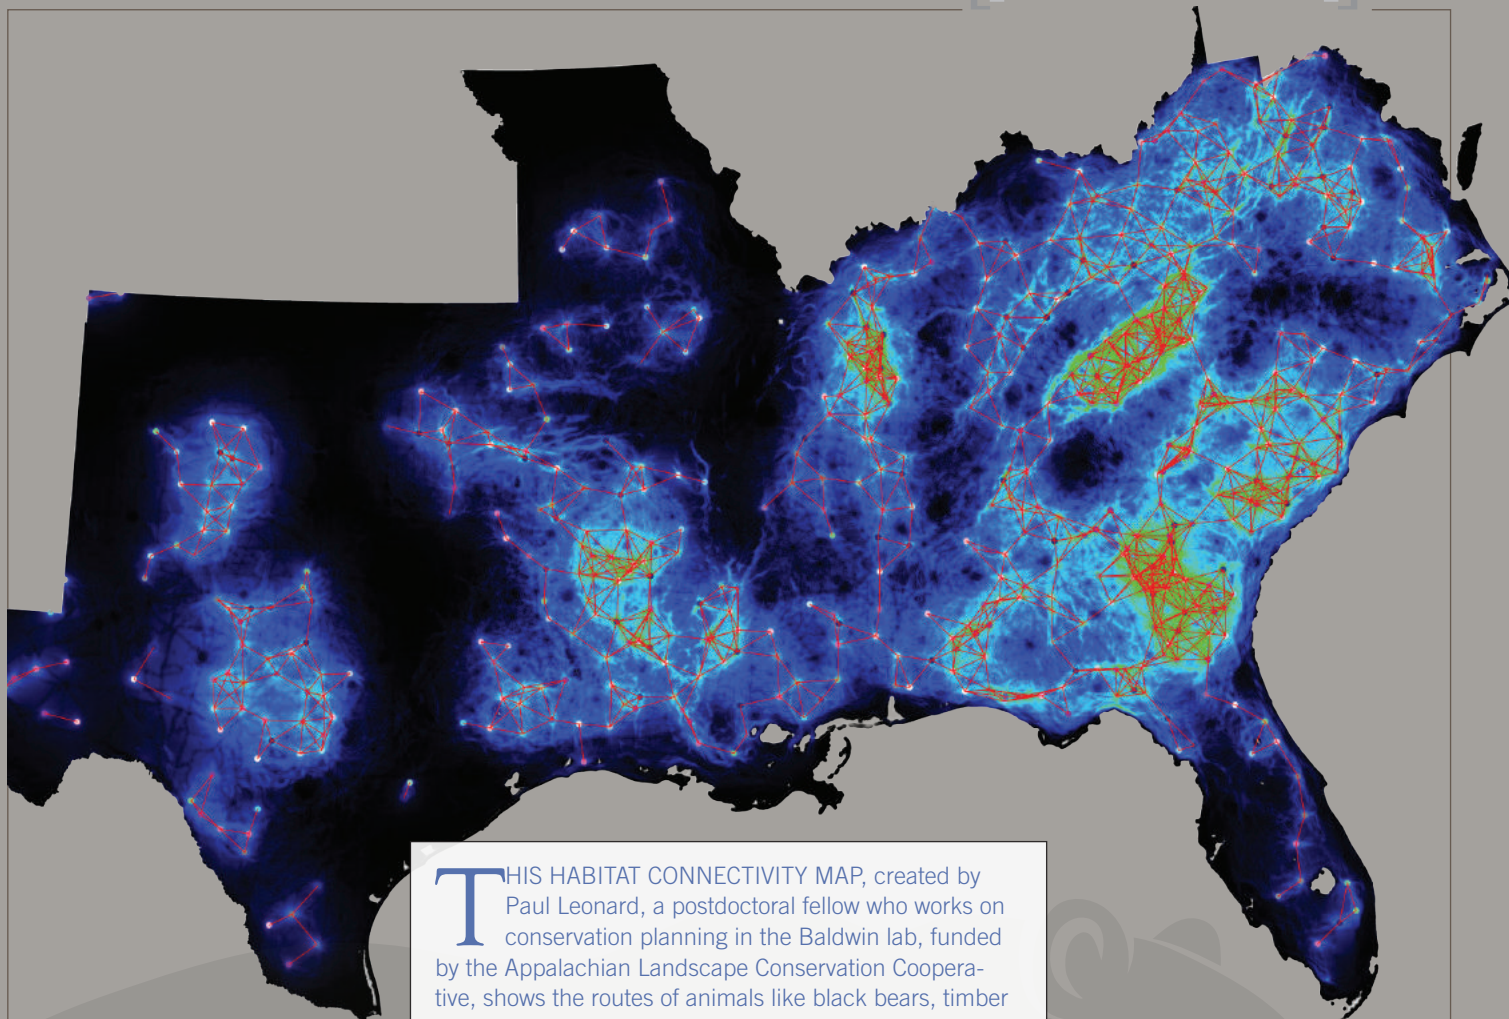 THIS HABITAT CONNECTIVITY MAP, created by
Paul Leonard, a postdoctoral fellow who works on
conservation planning in the Baldwin lab, funded
by the Appalachian Landscape Conservation Coopera-
tive, shows the routes of animals like black bears, timber